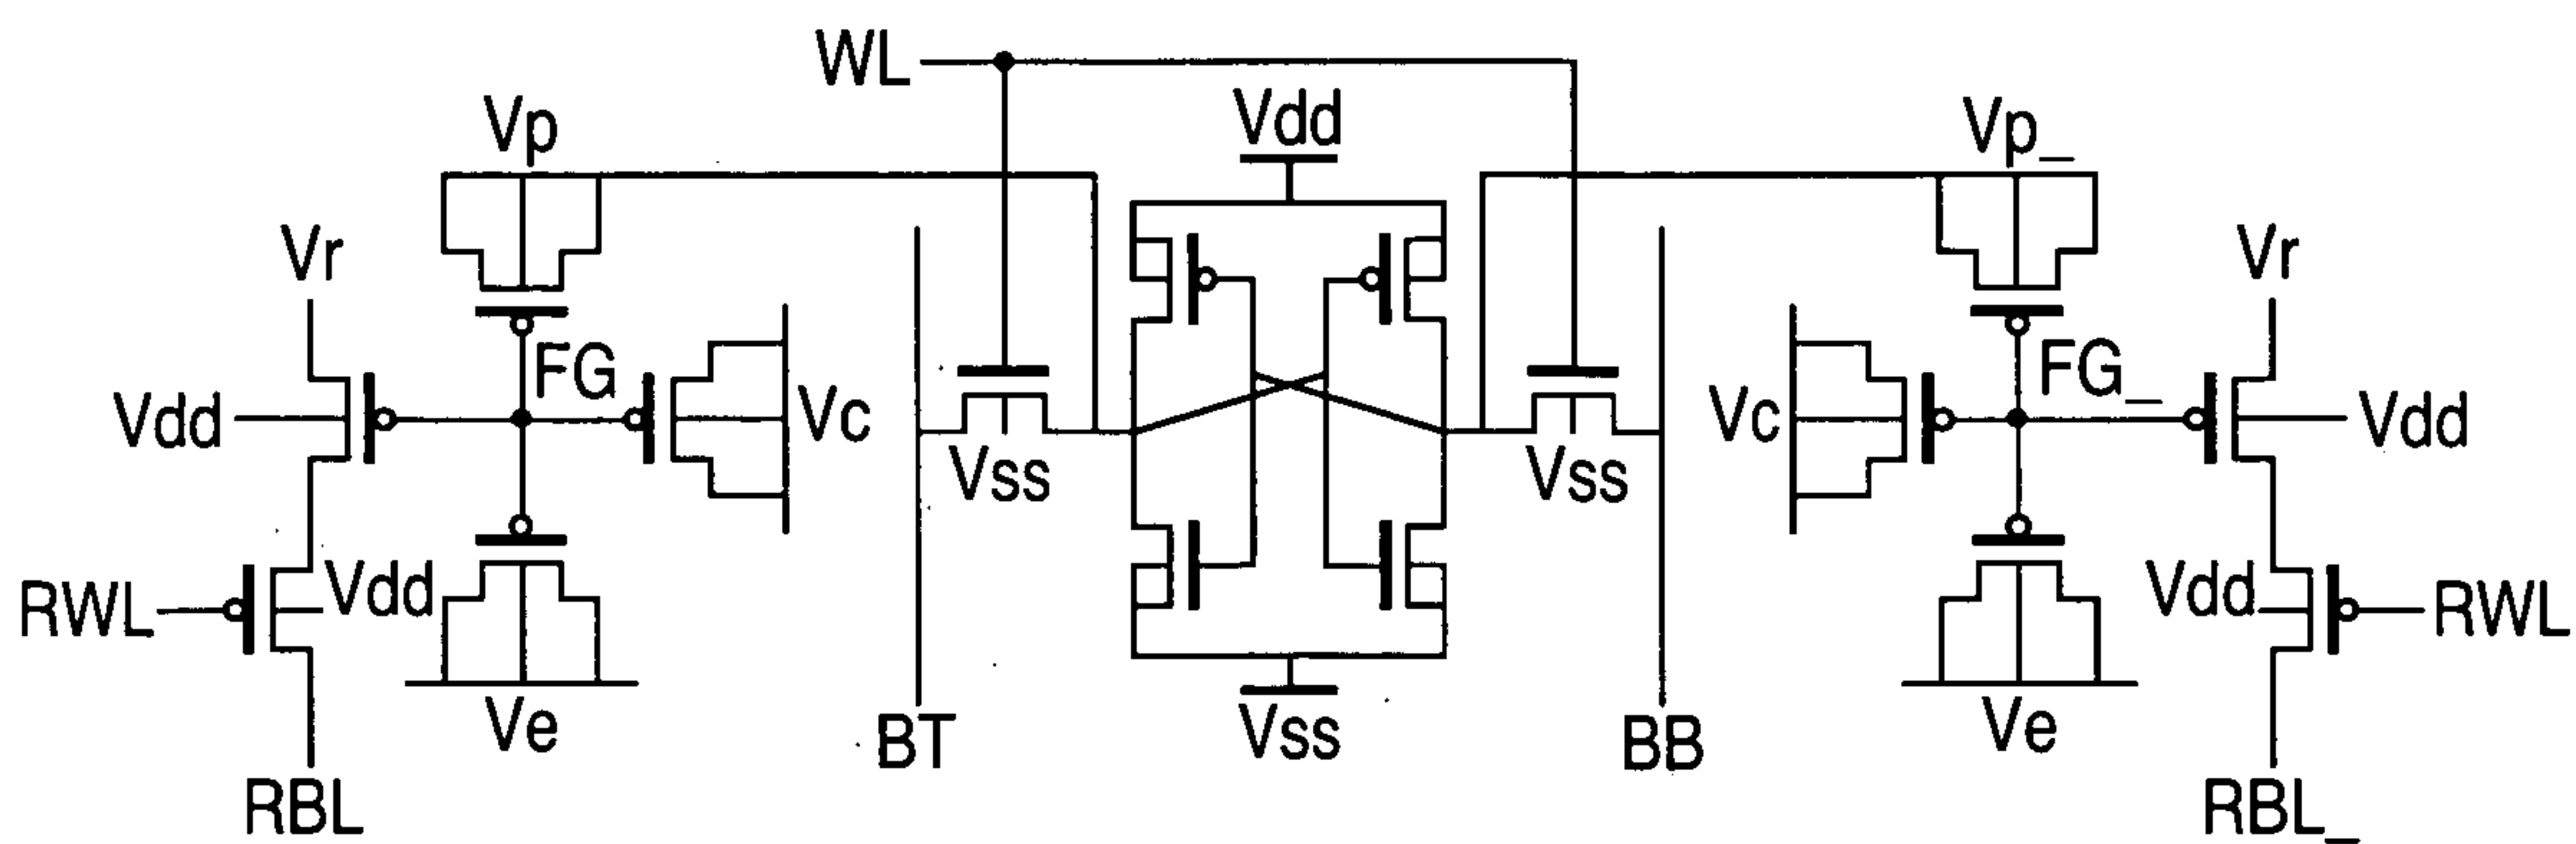 WL
Vp
Vdd
Vp_
Vr
Vr
FG
FG_
Vdd
Vc
Vc
Vdd
Vss
Vss
RWL
Vdd
Vdd
RWL
Ve
BT
Vss
BB
Ve
RBL
RBL_